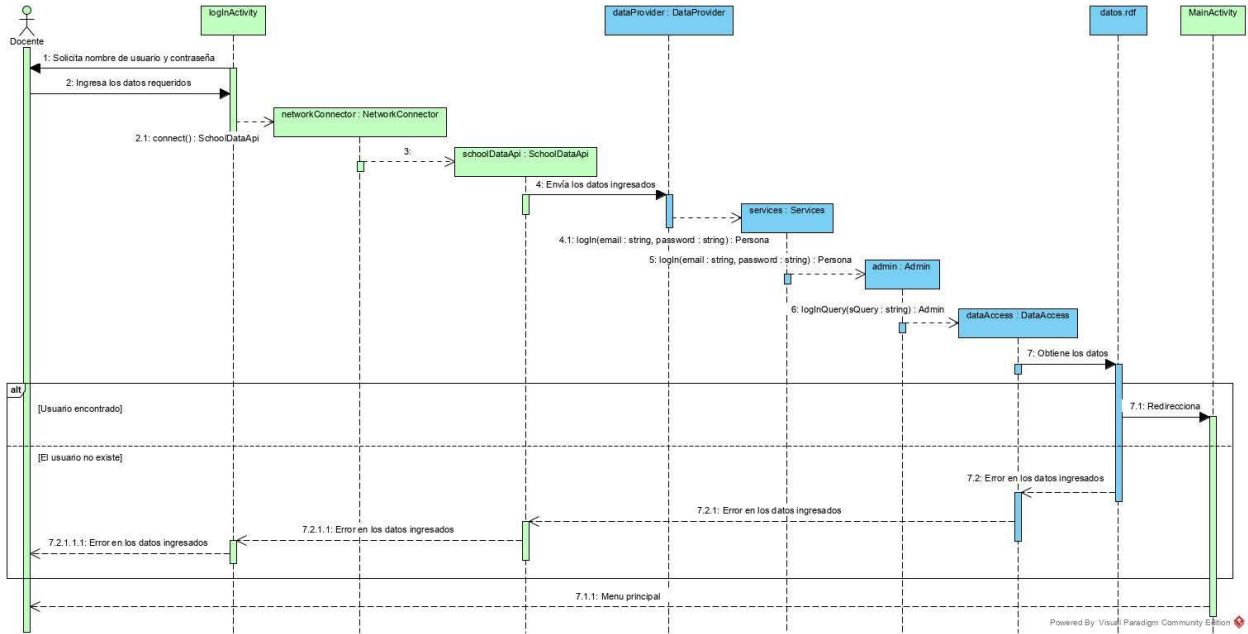 Docente
logInActivity
dataProvider : DataProvider
datos.rdf
MainActivity
1: Solicita nombre de usuario y contraseña
2: Ingresa los datos requeridos
networkConnector : NetworkConnector
2.1: connect() : SchoolDataApi
3:
schoolDataApi : SchoolDataApi
4: Envía los datos ingresados
services : Services
4.1: logIn(email : string, password : string) : Persona
5: logIn(email : string, password : string) : Persona
admin : Admin
6: logInQuery(sQuery : string) : Admin
dataAccess : DataAccess
7: Obtiene los datos
alt
[Usuario encontrado]
7.1: Redirecciona
[El usuario no existe]
7.2: Error en los datos ingresados
7.2.1: Error en los datos ingresados
7.2.1.1: Error en los datos ingresados
7.2.1.1.1: Error en los datos ingresados
7.1.1: Menu principal
Powered By Visual Paradigm Community Edition